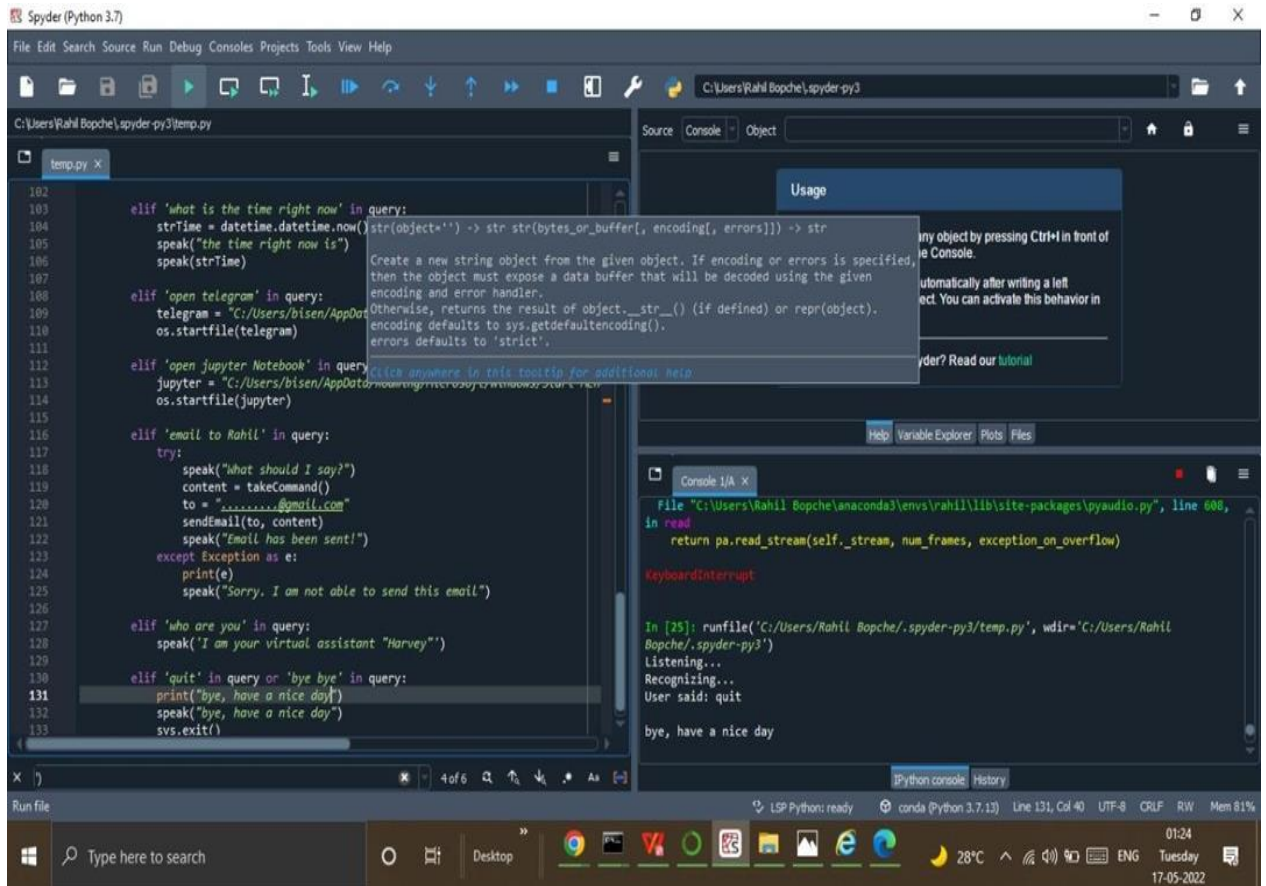 Spyder (Python 3.7)
File Edit Search Source Run Debug Consoles Projects Tools View Help
C:\Users\Rahil Bopche\.spyder-py3
C:\Users\Rahil Bopche\.spyder-py3\temp.py
temp.py
102
103 elif 'what is the time right now' in query:
104 strTime = datetime.datetime.now()
105 speak("the time right now is")
106 speak(strTime)
107
108 elif 'open telegram' in query:
109 telegram = "C:/Users/bisen/AppDat
110 os.startfile(telegram)
111
112 elif 'open jupyter Notebook' in query
113 jupyter = "C:/Users/bisen/AppData/Roaming/Microsoft/Windows/Start Men
114 os.startfile(jupyter)
115
116 elif 'email to Rahil' in query:
117 try:
118 speak("What should I say?")
119 content = takeCommand()
120 to = ".........@gmail.com"
121 sendEmail(to, content)
122 speak("Email has been sent!")
123 except Exception as e:
124 print(e)
125 speak("Sorry. I am not able to send this email")
126
127 elif 'who are you' in query:
128 speak('I am your virtual assistant "Harvey"')
129
130 elif 'quit' in query or 'bye bye' in query:
131 print("bye, have a nice day")
132 speak("bye, have a nice day")
133 sys.exit()
str(object='') -> str str(bytes_or_buffer[, encoding[, errors]]) -> str
Create a new string object from the given object. If encoding or errors is specified,
then the object must expose a data buffer that will be decoded using the given
encoding and error handler.
Otherwise, returns the result of object.__str__() (if defined) or repr(object).
encoding defaults to sys.getdefaultencoding().
errors defaults to 'strict'.
Click anywhere in this tooltip for additional help
')
4 of 6
Aa
Source Console Object
Usage
any object by pressing Ctrl+I in front of
e Console.
utomatically after writing a left
ect. You can activate this behavior in
yder? Read our tutorial
Help Variable Explorer Plots Files
Console 1/A
File "C:\Users\Rahil Bopche\anaconda3\envs\rahil\lib\site-packages\pyaudio.py", line 608,
in read
return pa.read_stream(self._stream, num_frames, exception_on_overflow)
KeyboardInterrupt
In [25]: runfile('C:/Users/Rahil Bopche/.spyder-py3/temp.py', wdir='C:/Users/Rahil
Bopche/.spyder-py3')
Listening...
Recognizing...
User said: quit
bye, have a nice day
IPython console History
Run file
LSP Python: ready conda (Python 3.7.13) Line 131, Col 40 UTF-8 CRLF RW Mem 81%
Type here to search
Desktop
28°C
ENG
01:24
Tuesday
17-05-2022